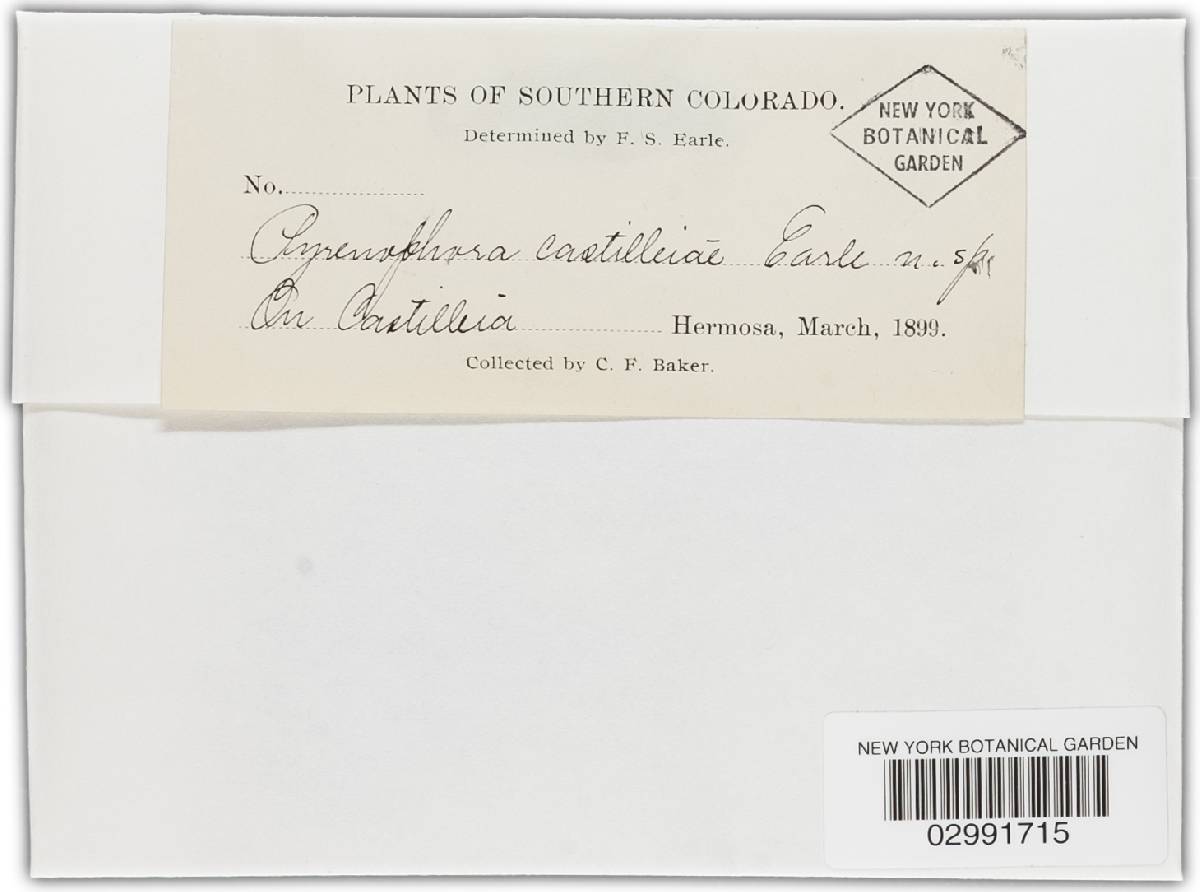 PLANTS OF SOUTHERN COLORADO.
Determined by F. S. Earle.
NEW YORK
BOTANICAL
GARDEN
No.
Pyrenophora castilleiae Earle n. sp.
On Castilleia Hermosa, March, 1899.
Collected by C. F. Baker.
NEW YORK BOTANICAL GARDEN
02991715